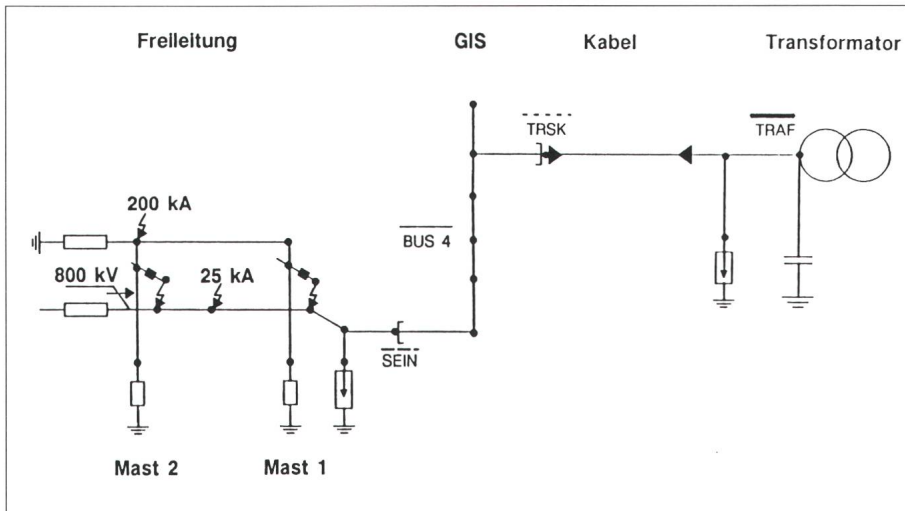 Freileitung GIS Kabel Transformator
TRSK TRAF
200 kA
BUS 4
800 kV 25 kA
SEIN
Mast 2 Mast 1